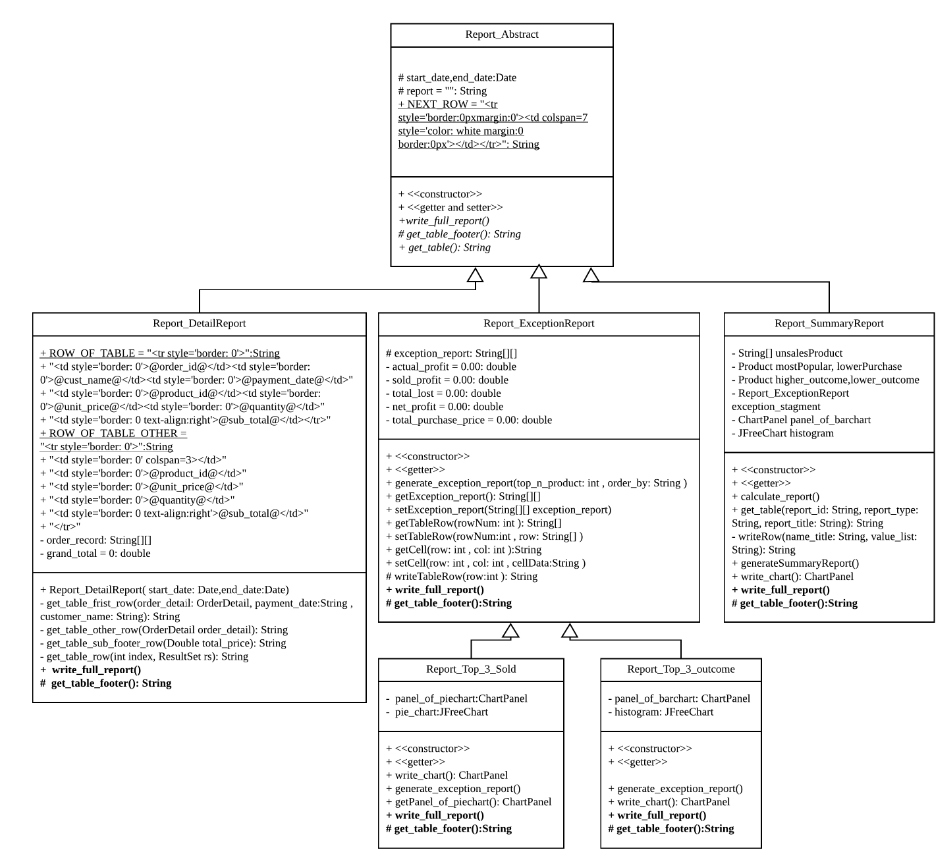 Report_Abstract
# start_date,end_date:Date
# report = "": String
+ NEXT_ROW = "<tr
style='border:0pxmargin:0'><td colspan=7
style='color: white margin:0
border:0px'></td></tr>": String
+ <<constructor>>
+ <<getter and setter>>
+write_full_report()
# get_table_footer(): String
+ get_table(): String
Report_DetailReport
+ ROW_OF_TABLE = "<tr style='border: 0'>":String
+ "<td style='border: 0'>@order_id@</td><td style='border:
0'>@cust_name@</td><td style='border: 0'>@payment_date@</td>"
+ "<td style='border: 0'>@product_id@</td><td style='border:
0'>@unit_price@</td><td style='border: 0'>@quantity@</td>"
+ "<td style='border: 0 text-align:right'>@sub_total@</td></tr>"
+ ROW_OF_TABLE_OTHER =
"<tr style='border: 0'>":String
+ "<td style='border: 0' colspan=3></td>"
+ "<td style='border: 0'>@product_id@</td>"
+ "<td style='border: 0'>@unit_price@</td>"
+ "<td style='border: 0'>@quantity@</td>"
+ "<td style='border: 0 text-align:right'>@sub_total@</td>"
+ "</tr>"
- order_record: String[][]
- grand_total = 0: double
+ Report_DetailReport( start_date: Date,end_date:Date)
- get_table_frist_row(order_detail: OrderDetail, payment_date:String ,
customer_name: String): String
- get_table_other_row(OrderDetail order_detail): String
- get_table_sub_footer_row(Double total_price): String
- get_table_row(int index, ResultSet rs): String
+ write_full_report()
# get_table_footer(): String
Report_ExceptionReport
# exception_report: String[][]
- actual_profit = 0.00: double
- sold_profit = 0.00: double
- total_lost = 0.00: double
- net_profit = 0.00: double
- total_purchase_price = 0.00: double
+ <<constructor>>
+ <<getter>>
+ generate_exception_report(top_n_product: int , order_by: String )
+ getException_report(): String[][]
+ setException_report(String[][] exception_report)
+ getTableRow(rowNum: int ): String[]
+ setTableRow(rowNum:int , row: String[] )
+ getCell(row: int , col: int ):String
+ setCell(row: int , col: int , cellData:String )
# writeTableRow(row:int ): String
+ write_full_report()
# get_table_footer():String
Report_SummaryReport
- String[] unsalesProduct
- Product mostPopular, lowerPurchase
- Product higher_outcome,lower_outcome
- Report_ExceptionReport
exception_stagment
- ChartPanel panel_of_barchart
- JFreeChart histogram
+ <<constructor>>
+ <<getter>>
+ calculate_report()
+ get_table(report_id: String, report_type:
String, report_title: String): String
- writeRow(name_title: String, value_list:
String): String
+ generateSummaryReport()
+ write_chart(): ChartPanel
+ write_full_report()
# get_table_footer():String
Report_Top_3_Sold
- panel_of_piechart:ChartPanel
- pie_chart:JFreeChart
+ <<constructor>>
+ <<getter>>
+ write_chart(): ChartPanel
+ generate_exception_report()
+ getPanel_of_piechart(): ChartPanel
+ write_full_report()
# get_table_footer():String
Report_Top_3_outcome
- panel_of_barchart: ChartPanel
- histogram: JFreeChart
+ <<constructor>>
+ <<getter>>
+ generate_exception_report()
+ write_chart(): ChartPanel
+ write_full_report()
# get_table_footer():String